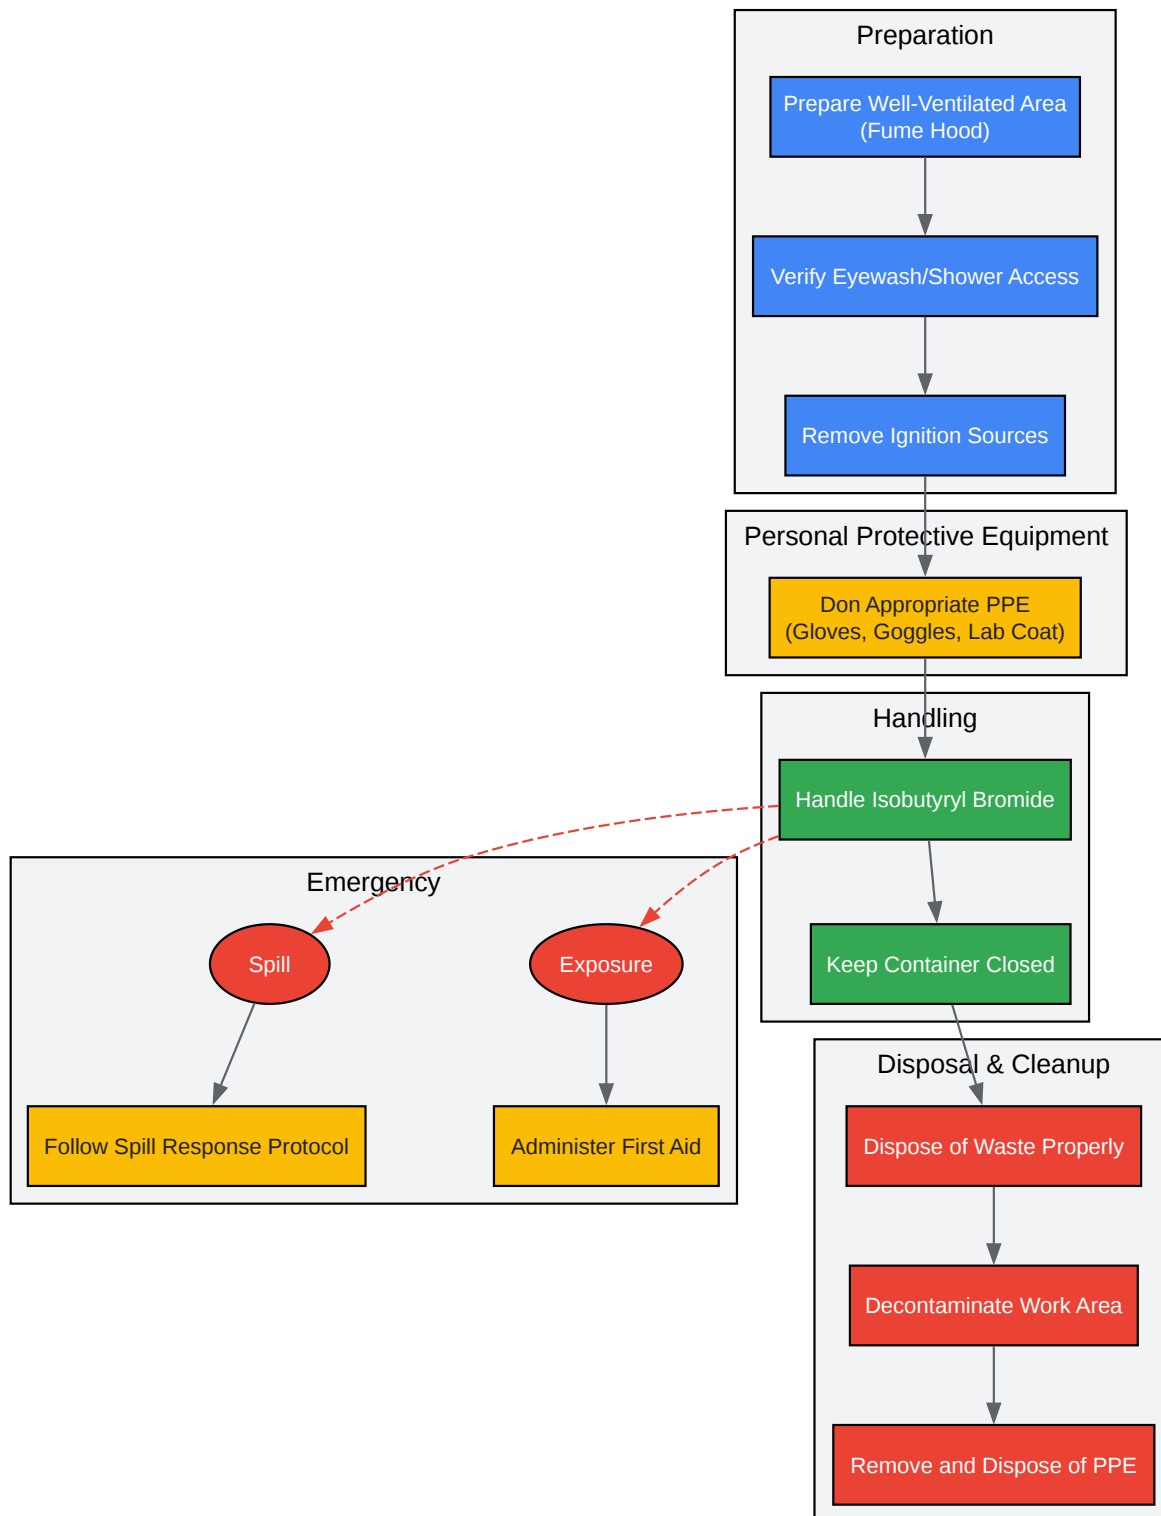 Preparation
Prepare Well-Ventilated Area
(Fume Hood)
Verify Eyewash/Shower Access
Remove Ignition Sources
Personal Protective Equipment
Don Appropriate PPE
(Gloves, Goggles, Lab Coat)
Handling
Handle Isobutyryl Bromide
Keep Container Closed
Emergency
Spill
Exposure
Follow Spill Response Protocol
Administer First Aid
Disposal & Cleanup
Dispose of Waste Properly
Decontaminate Work Area
Remove and Dispose of PPE